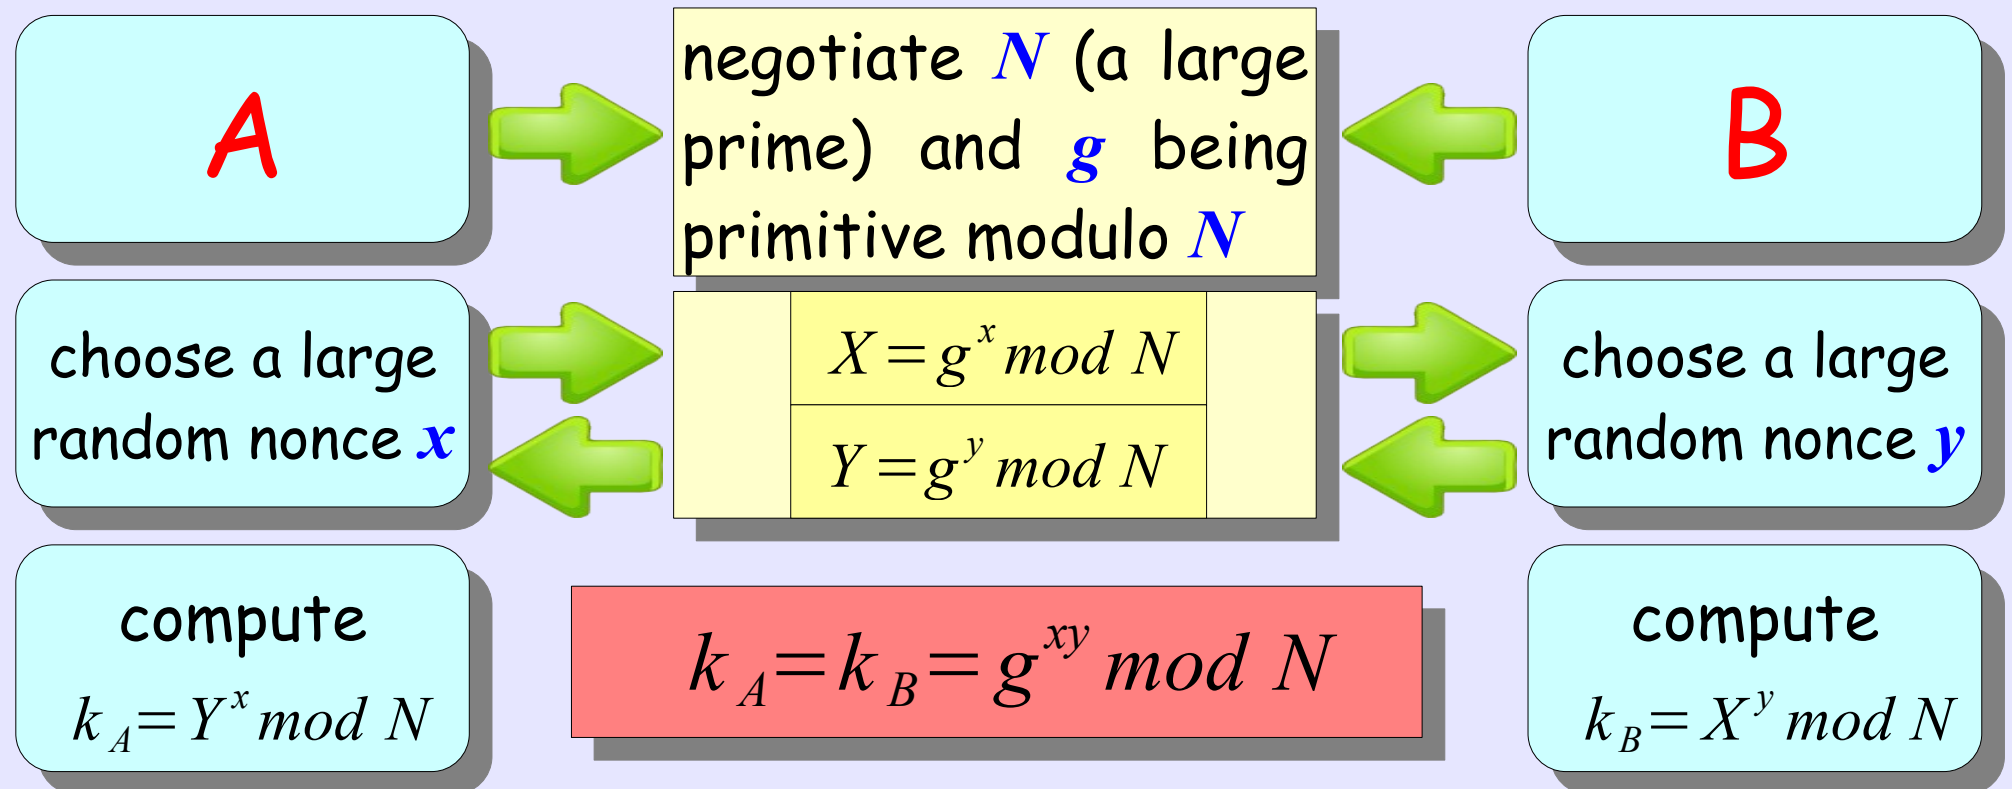 A
negotiate N (a large
prime) and g being
primitive modulo N
B
choose a large
random nonce x
X = g^x mod N
Y = g^y mod N
choose a large
random nonce y
compute
k_A = Y^x mod N
k_A = k_B = g^xy mod N
compute
k_B = X^y mod N